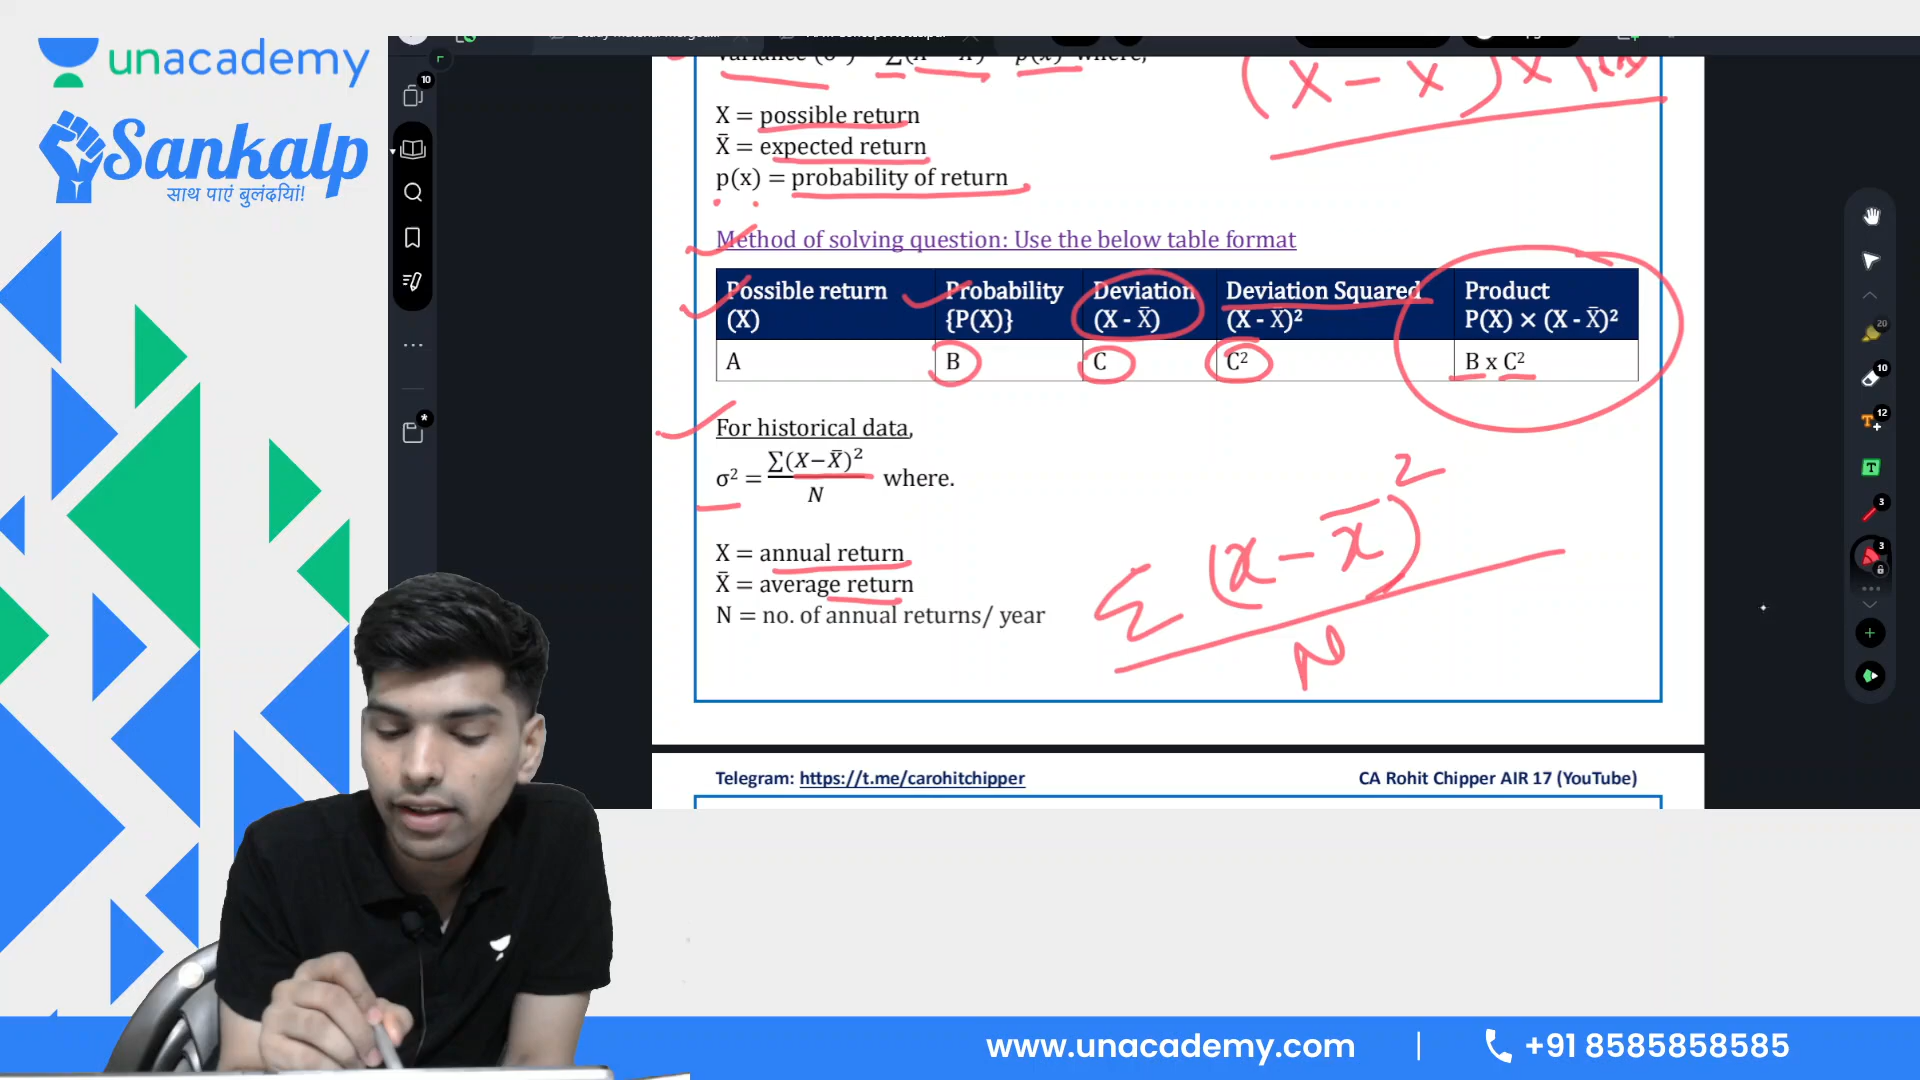 unacademy
Sankalp
साथ पाएं बुलंदियां!
X = possible return
X̄ = expected return
p(x) = probability of return
Method of solving question: Use the below table format
Possible return (X) Probability {P(X)} Deviation (X - X̄) Deviation Squared (X - X̄)² Product P(X) × (X - X̄)²
A B C C² B x C²
For historical data,
σ² = ∑(X−X̄)² / N where.
∑ (x − x̄)² / N
X = annual return
X̄ = average return
N = no. of annual returns/ year
Telegram: https://t.me/carohitchipper CA Rohit Chipper AIR 17 (YouTube)
www.unacademy.com | +91 8585858585